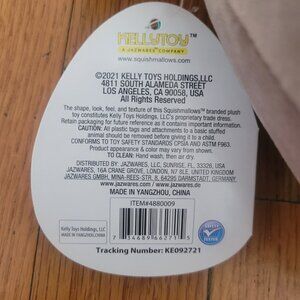 KELLYTOY
A JAZWARES COMPANY
www.squishmallows.com
©2021 KELLY TOYS HOLDINGS,LLC
4811 SOUTH ALAMEDA STREET
LOS ANGELES, CA 90058, USA
All Rights Reserved
The shape, look, feel, and texture of this Squishmallows™ branded plush
toy constitutes Kelly Toys Holdings, LLC's proprietary trade dress.
Retain packaging for future reference as it contains important information.
CAUTION: All plastic tags and attachments to a basic stuffed
animal should be removed before giving it to a child.
CONFORMS TO TOY SAFETY STANDARDS CPSIA AND ASTM F963.
Product appearance & color may vary from shown.
TO CLEAN: Hand wash, then air dry.
DISTRIBUTED BY: JAZWARES, LLC, SUNRISE, FL. 33326, USA
JAZWARES, 16A CRANE GROVE, LONDON, N7 8LE, UNITED KINGDOM
JAZWARES GMBH, MINA-REES STR. 8, 64295 DARMSTADT, GERMANY
www.jazwares.com / www.jazwares.de
MADE IN YANGZHOU, CHINA
ITEM#4880009
Kelly Toys Holdings, LLC
MADE IN YANGZHOU, CHINA
7 34689 66271 5
Tracking Number: KE092721